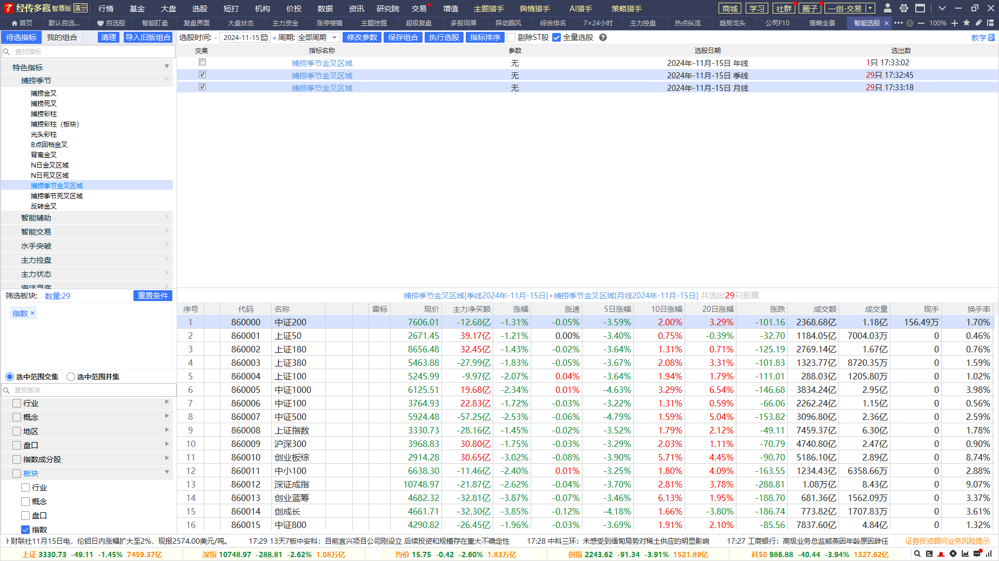 经传多赢 智尊版 演示 行情 基金 大盘 选股 短打 机构 价投 数据 资讯 研究院 交易 增值 主题猎手 舆情猎手 AI猎手 策略猎手 商城 学习 社群 圈子 一创-交易
首页 默认自选... 自选股 智能盯盘 复盘界面 大盘状态 主力资金 涨停棱镜 主题挖掘 超级复盘 多股同屏 异动跟风 综合排名 7×24小时 主力控盘 热点纵览 趋势龙头 公司F10 策略全景 智能选股 × 100%
待选指标 我的组合 清理 导入旧版组合 选股时间: - 2024-11-15 + 周期: 全部周期 修改参数 保存组合 执行选股 指标排序 剔除ST股 全量选股 教学
查找指标
交集 指标名称 参数 选股日期 选出数
捕捞季节金叉区域 无 2024年-11月-15日 年线 1只 17:33:02
捕捞季节金叉区域 无 2024年-11月-15日 季线 29只 17:32:45
捕捞季节金叉区域 无 2024年-11月-15日 月线 29只 17:33:18
特色指标
捕捞季节
捕捞金叉
捕捞死叉
捕捞彩柱
捕捞彩柱（板块）
光头彩柱
B点回档金叉
背离金叉
N日金叉区域
N日死叉区域
捕捞季节金叉区域
捕捞季节死叉区域
反转金叉
智能辅助
智能交易
水手突破
主力控盘
主力状态
海洋寻底
筛选板块: 数量:29 重置条件
指数 ×
选中范围交集 选中范围并集
查找板块
行业
概念
地区
盘口
指数成分股
板块
行业
概念
盘口
指数
捕捞季节金叉区域[季线2024年-11月-15日]+捕捞季节金叉区域[月线2024年-11月-15日] 共选出29只股票
序号 代码 名称 雷标 现价 主力净买额 涨幅 涨速 5日涨幅 10日涨幅 20日涨幅 涨跌 成交额 成交量 现手 换手率
1 860000 中证200 7606.01 -12.68亿 -1.31% -0.05% -3.59% 2.00% 3.29% -101.16 2368.68亿 1.18亿 156.49万 1.70%
2 860001 上证50 2671.45 39.17亿 -1.21% 0.00% -3.40% 0.75% -0.39% -32.70 1184.05亿 7004.03万 0 0.46%
3 860002 上证180 8656.48 32.45亿 -1.43% -0.02% -3.64% 1.31% 0.71% -125.19 2769.14亿 1.67亿 0 0.76%
4 860003 上证380 5463.88 -27.99亿 -1.83% -0.05% -3.67% 2.08% 3.31% -101.83 1323.77亿 8720.35万 0 1.59%
5 860004 上证100 5245.99 -9.97亿 -2.07% 0.04% -3.64% 1.94% 1.79% -111.01 288.03亿 1205.80万 0 1.02%
6 860005 中证1000 6125.51 19.68亿 -2.34% 0.01% -4.63% 3.29% 6.54% -146.68 3834.24亿 2.95亿 0 3.98%
7 860006 中证100 3764.93 22.83亿 -1.72% -0.03% -3.22% 1.31% 0.59% -66.06 2262.24亿 1.15亿 0 0.56%
8 860007 中证500 5924.48 -57.25亿 -2.53% -0.06% -4.79% 1.59% 5.04% -153.82 3096.80亿 2.36亿 0 2.59%
9 860008 上证指数 3330.73 -28.16亿 -1.45% -0.02% -3.52% 1.79% 2.12% -49.11 7459.37亿 6.30亿 0 1.78%
10 860009 沪深300 3968.83 30.80亿 -1.75% -0.03% -3.29% 2.03% 1.11% -70.79 4740.80亿 2.47亿 0 0.90%
11 860010 创业板综 2914.28 30.65亿 -3.02% -0.08% -3.90% 5.71% 4.45% -90.70 5186.10亿 2.89亿 0 8.74%
12 860011 中小100 6638.30 -11.46亿 -2.40% 0.01% -3.25% 1.80% 4.09% -163.55 1234.43亿 6358.66万 0 2.88%
13 860012 深证成指 10748.97 -21.87亿 -2.62% -0.04% -3.70% 2.81% 3.78% -288.81 1.08万亿 8.43亿 0 9.07%
14 860013 创业蓝筹 4682.32 -32.81亿 -3.87% -0.07% -3.46% 6.13% 1.95% -188.70 681.36亿 1562.09万 0 3.37%
15 860014 创成长 4661.71 -32.30亿 -3.85% -0.12% -4.18% 1.66% -3.80% -186.74 773.82亿 1707.83万 0 3.61%
16 860015 中证800 4290.82 -26.45亿 -1.96% -0.03% -3.69% 1.91% 2.10% -85.56 7837.60亿 4.84亿 0 1.32%
9 财联社11月15日电，伦铝日内涨幅扩大至2%，现报2574.00美元/吨。 17:29 13天7板中安科：目前宜兴项目公司刚设立 后续投资和规模存在重大不确定性 17:28 中科三环：未感受到缅甸局势对稀土供应的明显影响 17:27 工商银行：高级业务总监能燕因年龄原因辞任 证券投资顾问业务风险提示
上证 3330.73 -49.11 -1.45% 7459.37亿 深指 10748.97 -288.81 -2.62% 1.08万亿 均价 15.75 -0.42 -2.60% 1.83万亿 创指 2243.62 -91.34 -3.91% 1521.89亿 科50 986.88 -40.44 -3.94% 1327.62亿